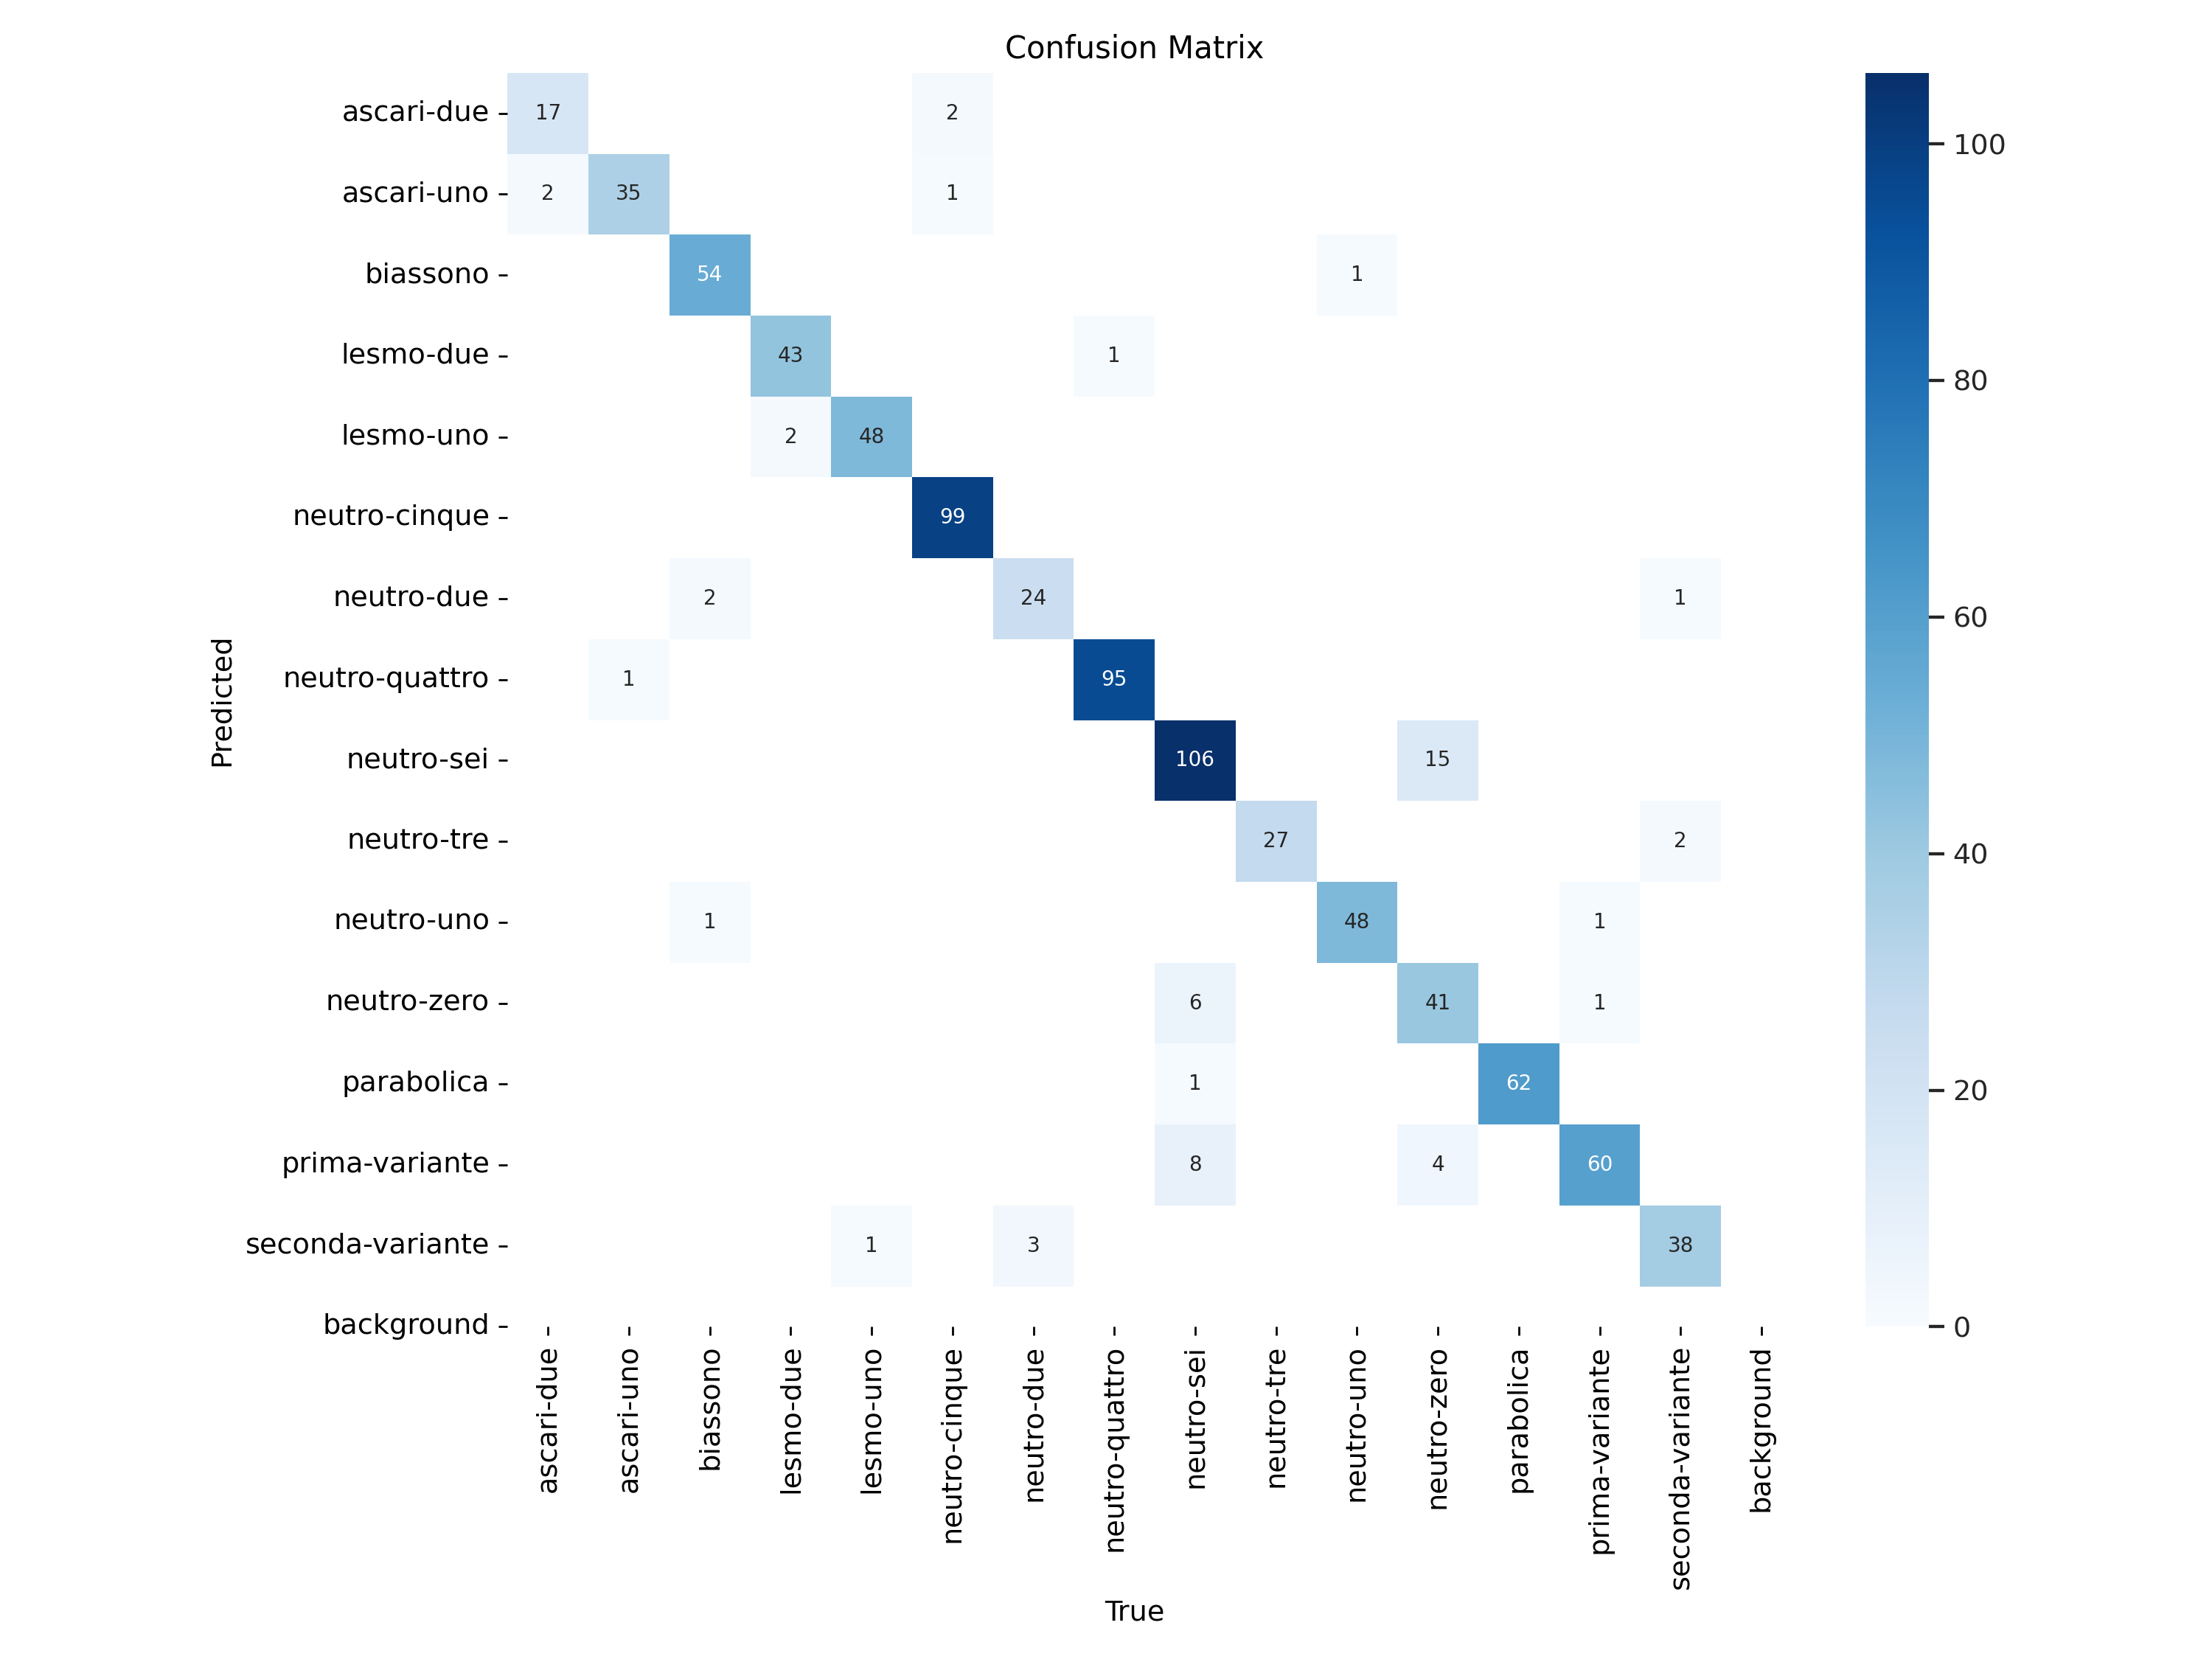 Confusion Matrix
ascari-due 17 2
ascari-uno 2 35 1
biassono 54 1
lesmo-due 43 1
lesmo-uno 2 48
neutro-cinque 99
neutro-due 2 24 1
neutro-quattro 1 95
neutro-sei 106 15
neutro-tre 27 2
neutro-uno 1 48 1
neutro-zero 6 41 1
parabolica 1 62
prima-variante 8 4 60
seconda-variante 1 3 38
background
Predicted
ascari-due
ascari-uno
biassono
lesmo-due
lesmo-uno
neutro-cinque
neutro-due
neutro-quattro
neutro-sei
neutro-tre
neutro-uno
neutro-zero
parabolica
prima-variante
seconda-variante
background
True
100
80
60
40
20
0